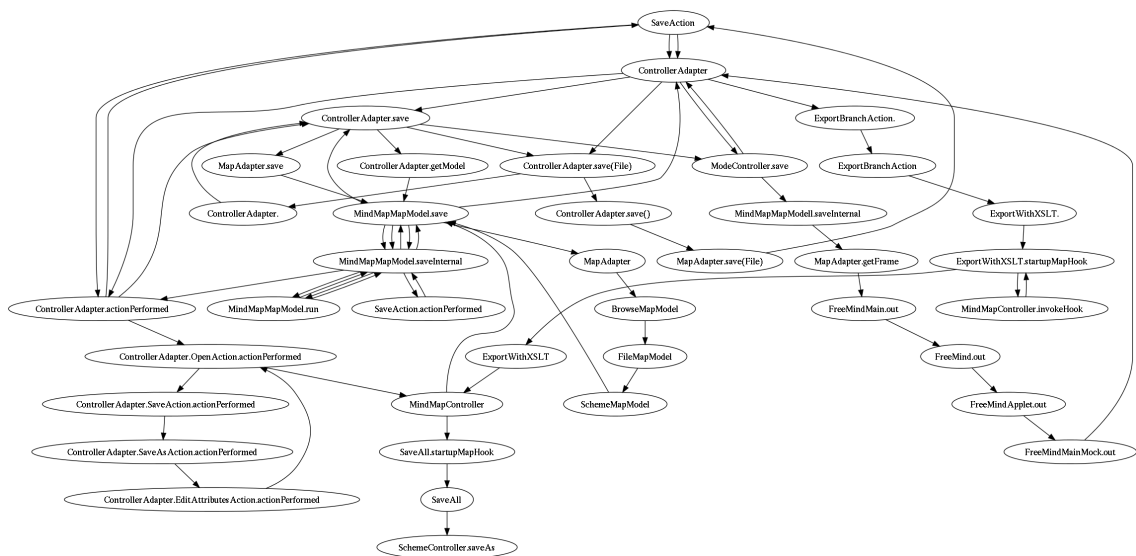 SaveAction
ControllerAdapter
ControllerAdapter.save
ExportBranchAction.
MapAdapter.save
ControllerAdapter.getModel
ControllerAdapter.save(File)
ModeController.save
ExportBranchAction
ControllerAdapter.
MindMapMapModel.save
ControllerAdapter.save()
MindMapMapModell.saveInternal
ExportWithXSLT.
MindMapMapModel.saveInternal
MapAdapter
MapAdapter.save(File)
MapAdapter.getFrame
ExportWithXSLT.startupMapHook
ControllerAdapter.actionPerformed
MindMapMapModel.run
SaveAction.actionPerformed
BrowseMapModel
FreeMindMain.out
MindMapController.invokeHook
ControllerAdapter.OpenAction.actionPerformed
ExportWithXSLT
FileMapModel
FreeMind.out
ControllerAdapter.SaveAction.actionPerformed
MindMapController
SchemeMapModel
FreeMindApplet.out
ControllerAdapter.SaveAsAction.actionPerformed
SaveAll.startupMapHook
FreeMindMainMock.out
ControllerAdapter.EditAttributesAction.actionPerformed
SaveAll
SchemeController.saveAs